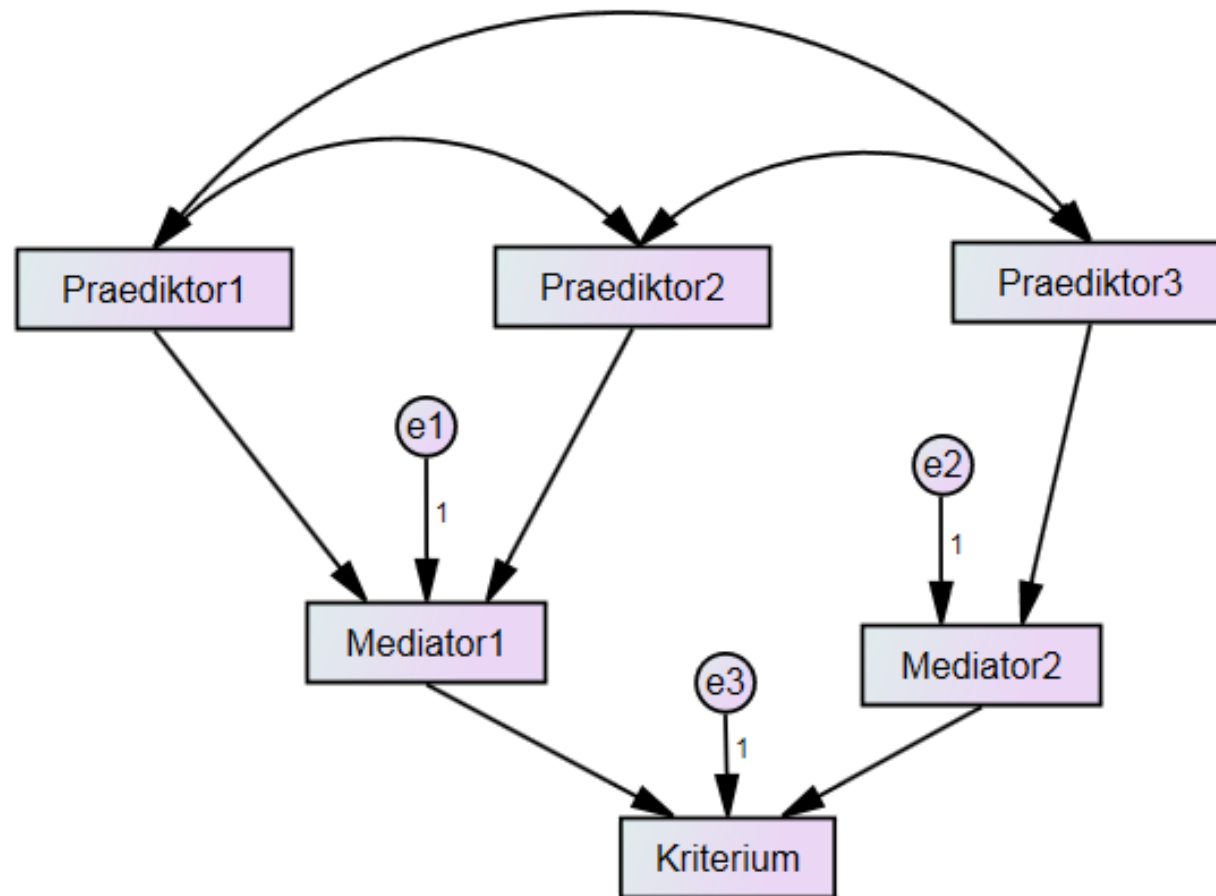 Praediktor1
Praediktor2
Praediktor3
e1
1
e2
1
Mediator1
Mediator2
e3
1
Kriterium